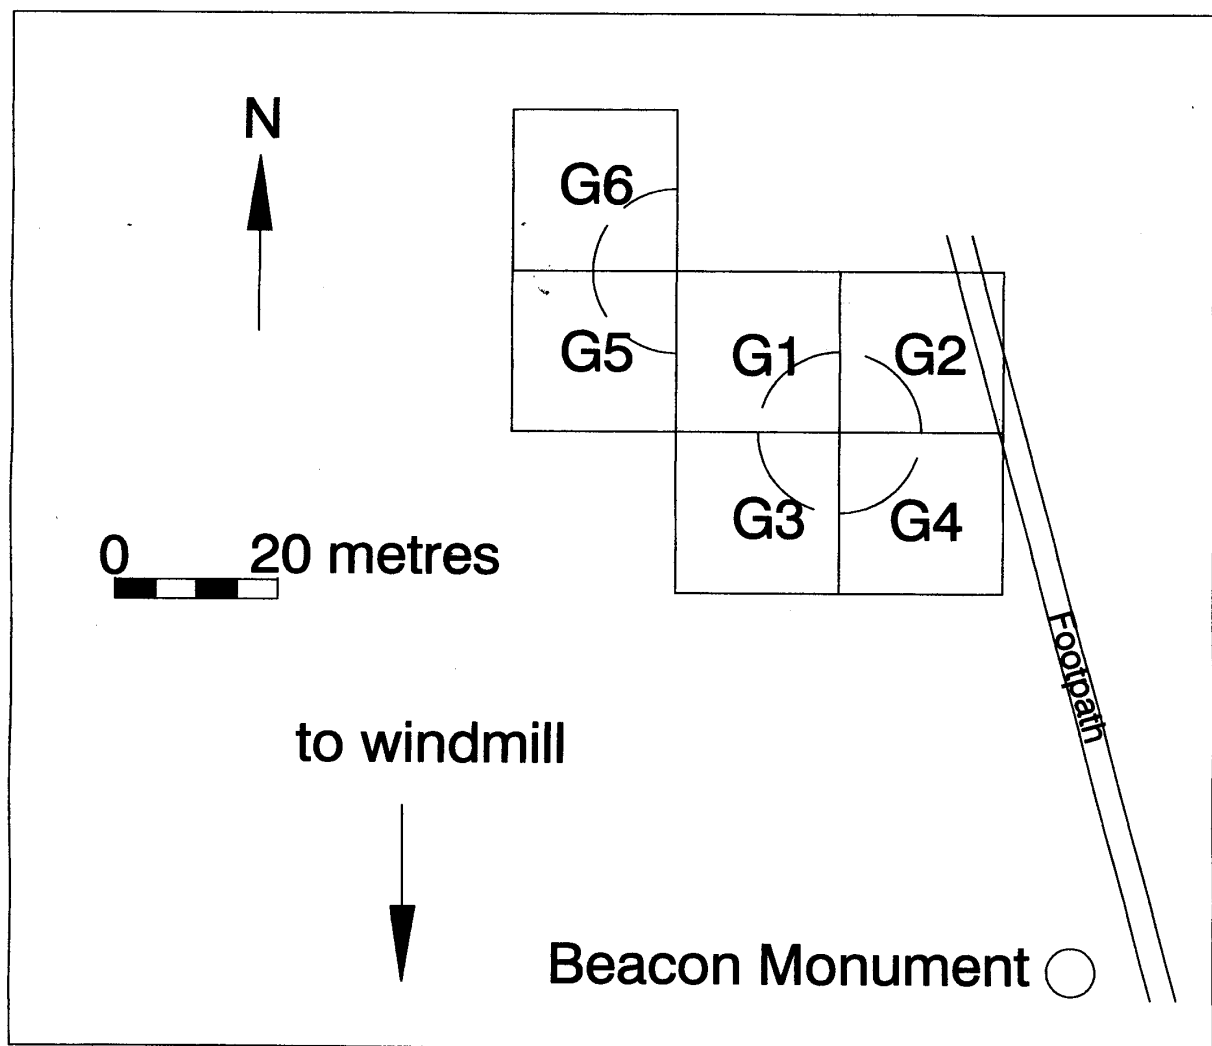 N
G6
G5
G1
G2
G3
G4
0 20 metres
Footpath
to windmill
Beacon Monument